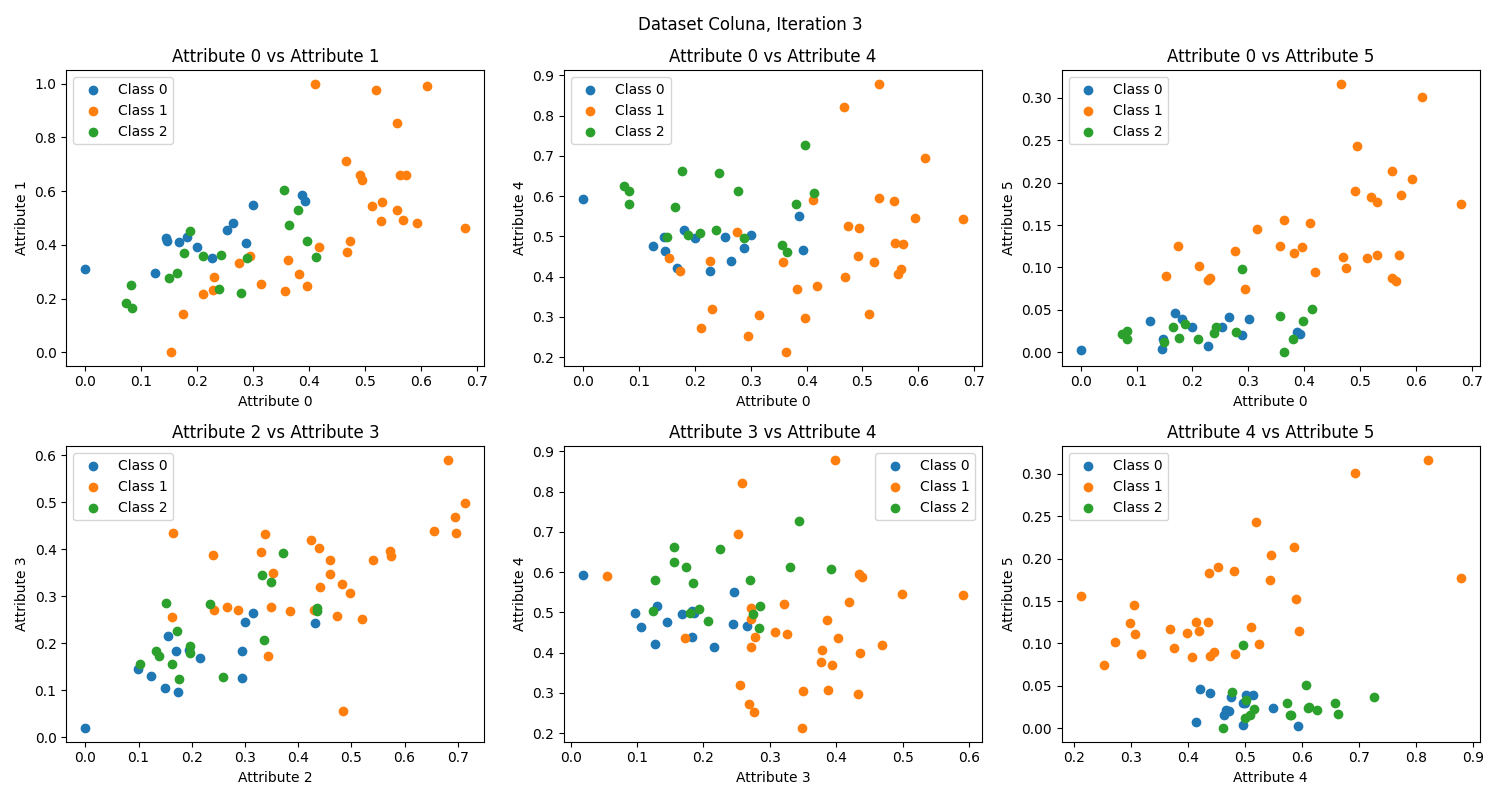 Dataset Coluna, Iteration 3
Attribute 0 vs Attribute 1
Class 0
Class 1
Class 2
1.0
0.8
0.6
0.4
0.2
0.0
Attribute 1
0.0 0.1 0.2 0.3 0.4 0.5 0.6 0.7
Attribute 0
Attribute 0 vs Attribute 4
Class 0
Class 1
Class 2
0.9
0.8
0.7
0.6
0.5
0.4
0.3
0.2
Attribute 4
0.0 0.1 0.2 0.3 0.4 0.5 0.6 0.7
Attribute 0
Attribute 0 vs Attribute 5
Class 0
Class 1
Class 2
0.30
0.25
0.20
0.15
0.10
0.05
0.00
Attribute 5
0.0 0.1 0.2 0.3 0.4 0.5 0.6 0.7
Attribute 0
Attribute 2 vs Attribute 3
Class 0
Class 1
Class 2
0.6
0.5
0.4
0.3
0.2
0.1
0.0
Attribute 3
0.0 0.1 0.2 0.3 0.4 0.5 0.6 0.7
Attribute 2
Attribute 3 vs Attribute 4
Class 0
Class 1
Class 2
0.9
0.8
0.7
0.6
0.5
0.4
0.3
0.2
Attribute 4
0.0 0.1 0.2 0.3 0.4 0.5 0.6
Attribute 3
Attribute 4 vs Attribute 5
Class 0
Class 1
Class 2
0.30
0.25
0.20
0.15
0.10
0.05
0.00
Attribute 5
0.2 0.3 0.4 0.5 0.6 0.7 0.8 0.9
Attribute 4